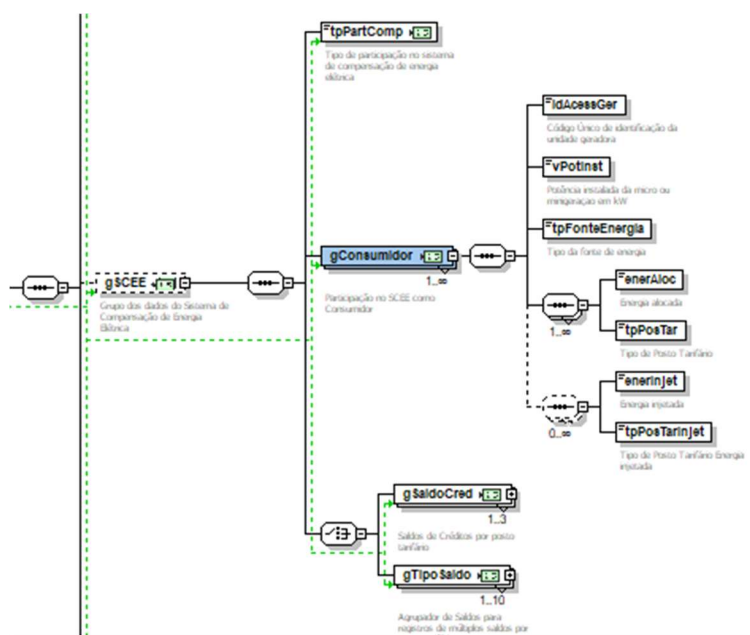 tpPartComp
Tipo de participação no sistema
de compensação de energia
elétrica
IdAcessGer
Código Único de identificação da
unidade geradora
vPotInst
Potência instalada da micro ou
minigeração em kW
tpFonteEnergia
Tipo da fonte de energia
gSCEE
Grupo dos dados do Sistema de
Compensação de Energia
Elétrica
gConsumidor
1..∞
Participação no SCEE como
Consumidor
1..∞
enerAloc
Energia alocada
tpPosTar
Tipo de Posto Tarifário
0..∞
enerInjet
Energia injetada
tpPosTarInjet
Tipo de Posto Tarifário Energia
injetada
gSaldoCred
1..3
Saldos de Créditos por posto
tarifário
gTipoSaldo
1..10
Agrupador de Saldos para
registros de múltiplos saldos por